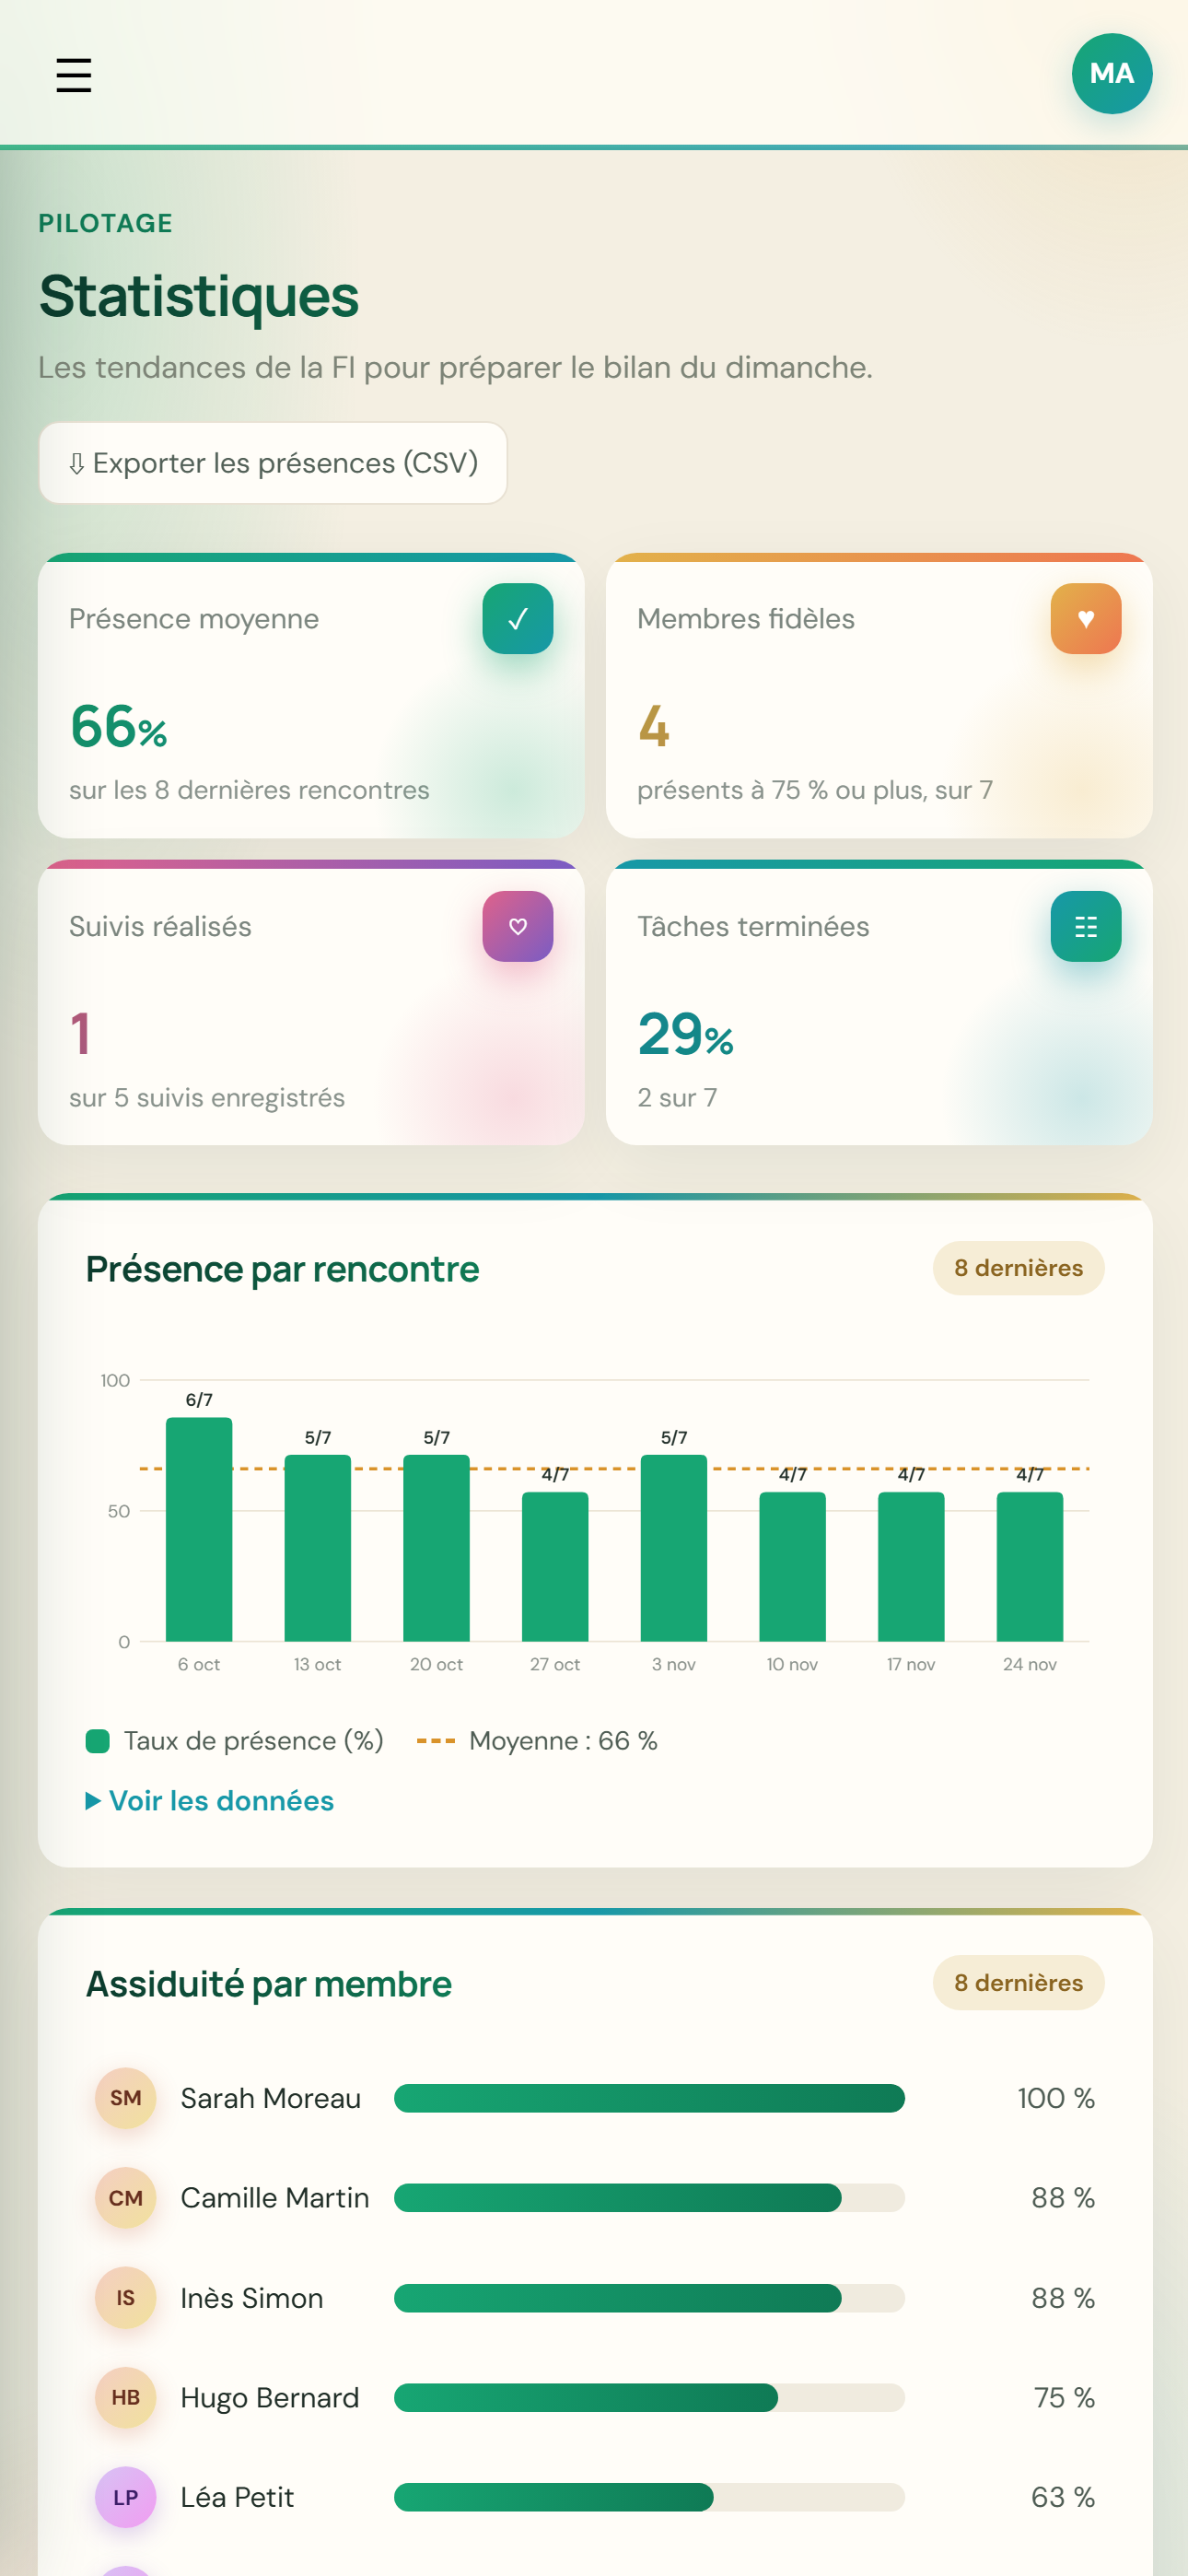 MA
PILOTAGE
Statistiques
Les tendances de la FI pour préparer le bilan du dimanche.
⇩ Exporter les présences (CSV)
Présence moyenne
✓
66%
sur les 8 dernières rencontres
Membres fidèles
♥
4
présents à 75 % ou plus, sur 7
Suivis réalisés
♡
1
sur 5 suivis enregistrés
Tâches terminées
☷
29%
2 sur 7
Présence par rencontre
8 dernières
100
50
0
6/7
5/7
5/7
4/7
5/7
4/7
4/7
4/7
6 oct
13 oct
20 oct
27 oct
3 nov
10 nov
17 nov
24 nov
Taux de présence (%)
Moyenne : 66 %
▶ Voir les données
Assiduité par membre
8 dernières
SM Sarah Moreau 100 %
CM Camille Martin 88 %
IS Inès Simon 88 %
HB Hugo Bernard 75 %
LP Léa Petit 63 %